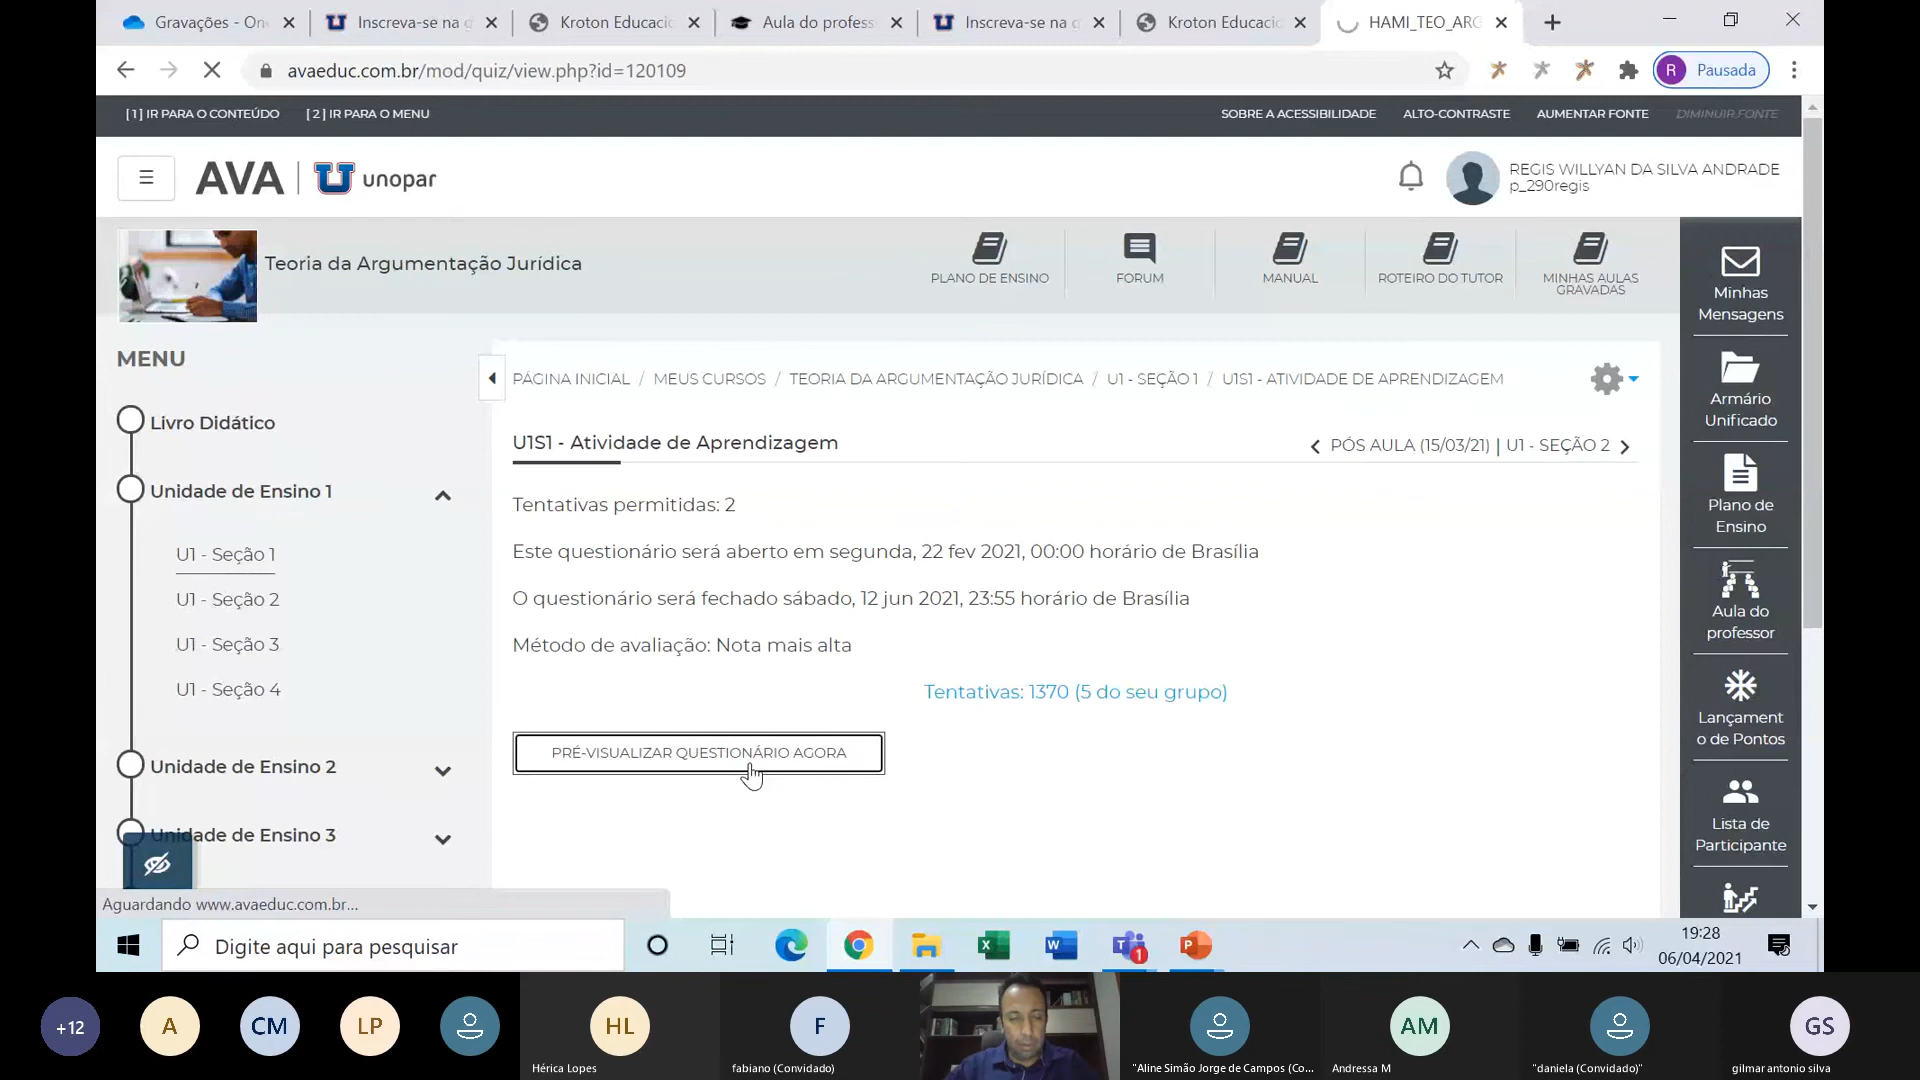 Gravações - On
Inscreva-se na
Kroton Educaci
Aula do profess
Inscreva-se na
Kroton Educaci
HAMI_TEO_ARG
avaeduc.com.br/mod/quiz/view.php?id=120109
R Pausada
[ 1 ] IR PARA O CONTEÚDO
[ 2 ] IR PARA O MENU
SOBRE A ACESSIBILIDADE
ALTO-CONTRASTE
AUMENTAR FONTE
DIMINUIR FONTE
AVA
unopar
REGIS WILLYAN DA SILVA ANDRADE
p_290regis
Teoria da Argumentação Jurídica
PLANO DE ENSINO
FORUM
MANUAL
ROTEIRO DO TUTOR
MINHAS AULAS
GRAVADAS
MENU
Livro Didático
Unidade de Ensino 1
U1 - Seção 1
U1 - Seção 2
U1 - Seção 3
U1 - Seção 4
Unidade de Ensino 2
Unidade de Ensino 3
PÁGINA INICIAL / MEUS CURSOS / TEORIA DA ARGUMENTAÇÃO JURÍDICA / U1 - SEÇÃO 1 / U1S1 - ATIVIDADE DE APRENDIZAGEM
U1S1 - Atividade de Aprendizagem
PÓS AULA (15/03/21) | U1 - SEÇÃO 2
Tentativas permitidas: 2
Este questionário será aberto em segunda, 22 fev 2021, 00:00 horário de Brasília
O questionário será fechado sábado, 12 jun 2021, 23:55 horário de Brasília
Método de avaliação: Nota mais alta
Tentativas: 1370 (5 do seu grupo)
PRÉ-VISUALIZAR QUESTIONÁRIO AGORA
Minhas
Mensagens
Armário
Unificado
Plano de
Ensino
Aula do
professor
Lançament
o de Pontos
Lista de
Participante
Aguardando www.avaeduc.com.br...
Digite aqui para pesquisar
1
19:28
06/04/2021
+12
A
CM
LP
HL
Hérica Lopes
F
fabiano (Convidado)
"Aline Simão Jorge de Campos (Co...
AM
Andressa M
"daniela (Convidado)"
GS
gilmar antonio silva